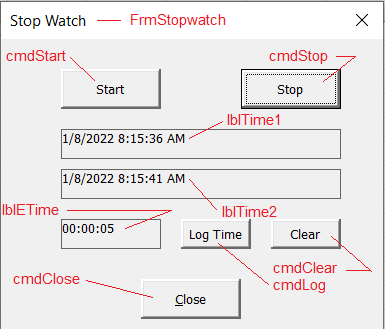 Stop Watch FrmStopwatch
cmdStart cmdStop
Start Stop
lblTime1
1/8/2022 8:15:36 AM
1/8/2022 8:15:41 AM
lblETime lblTime2
00:00:05 Log Time Clear
cmdClose cmdClear
cmdLog
Close